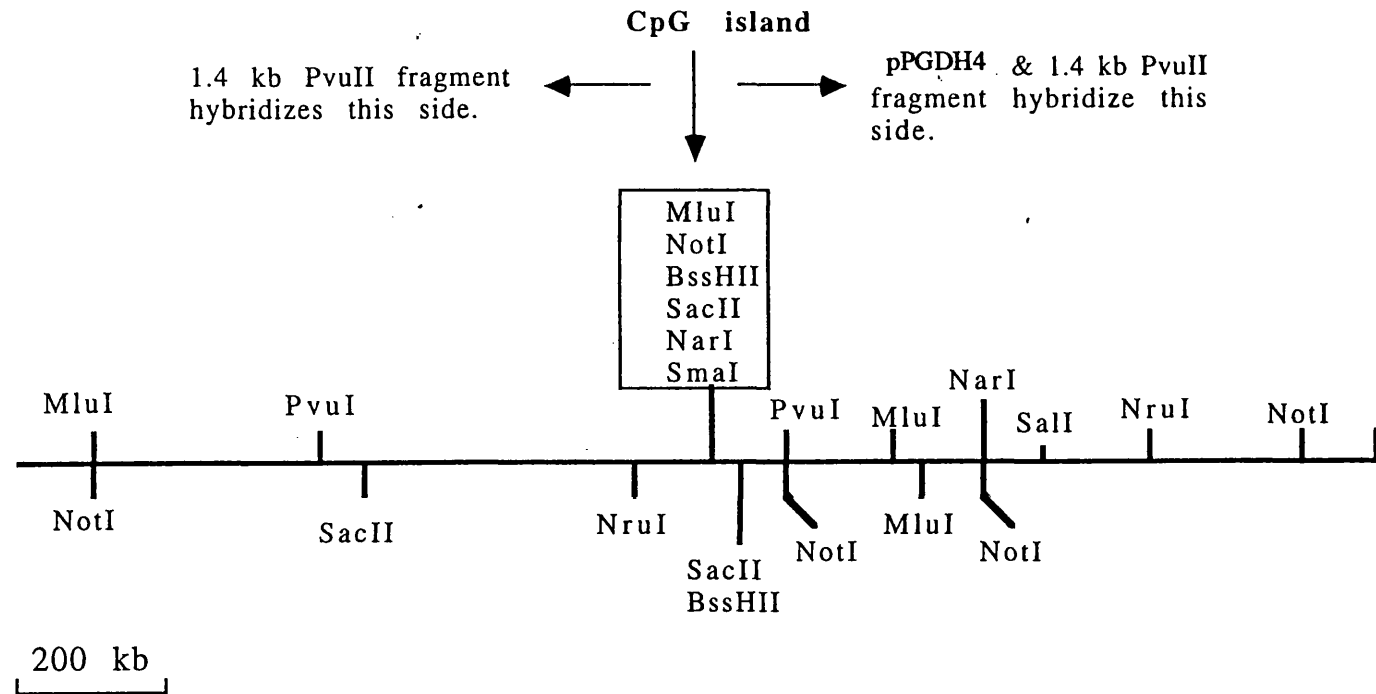 CpG island
1.4 kb PvuII fragment
hybridizes this side.
pPGDH4 & 1.4 kb PvuII
fragment hybridize this
side.
MluI
NotI
BssHII
SacII
NarI
SmaI
MluI
PvuI
PvuI
MluI
NarI
SalI
NruI
NotI
NotI
SacII
NruI
SacII
BssHII
NotI
MluI
NotI
200 kb